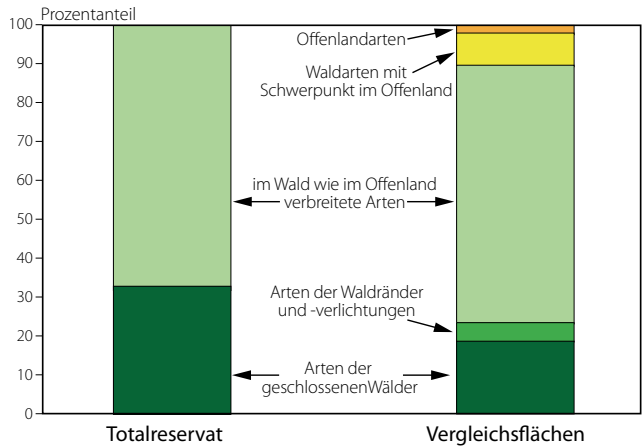 Prozentanteil
100
90
80
70
60
50
40
30
20
10
0
Offenlandarten
Waldarten mit
Schwerpunkt im Offenland
im Wald wie im Offenland
verbreitete Arten
Arten der Waldränder
und -verlichtungen
Arten der
geschlossenenWälder
Totalreservat
Vergleichsflächen